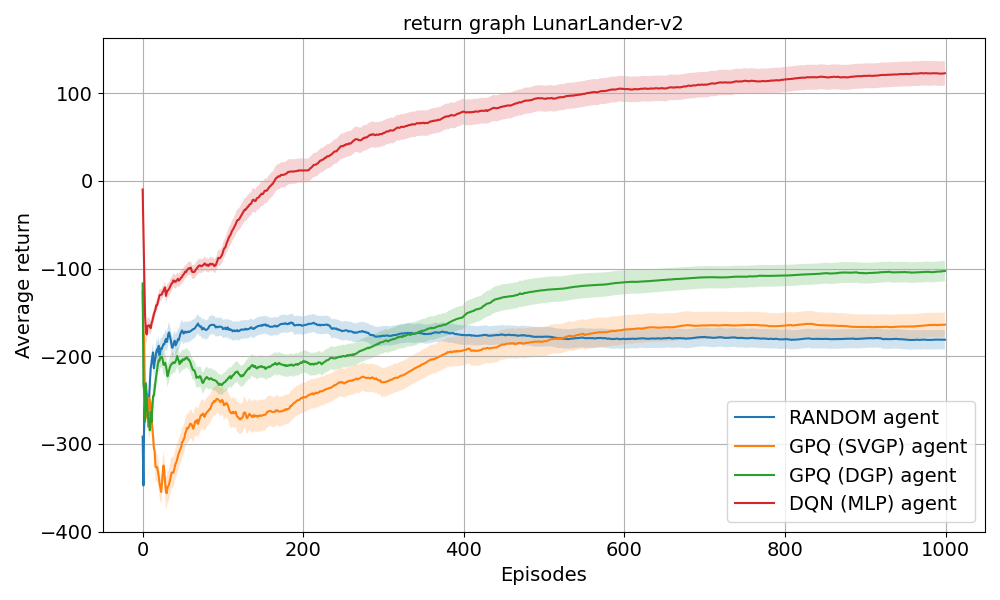 return graph LunarLander-v2
Average return
100
0
−100
−200
−300
−400
0 200 400 600 800 1000
Episodes
RANDOM agent
GPQ (SVGP) agent
GPQ (DGP) agent
DQN (MLP) agent